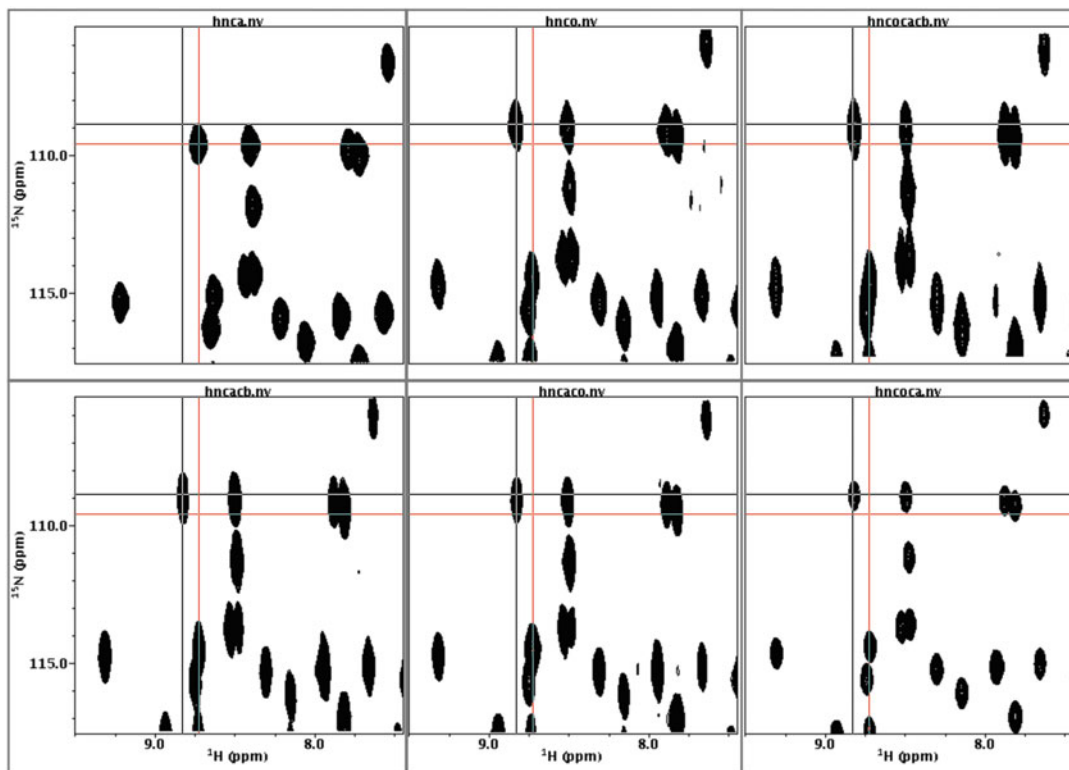 hnca.nv
hnco.nv
hncocacb.nv
110.0
115.0
¹⁵N (ppm)
hncacb.nv
hncaco.nv
hncoca.nv
110.0
115.0
¹⁵N (ppm)
9.0 8.0 9.0 8.0 9.0 8.0
¹H (ppm) ¹H (ppm) ¹H (ppm)